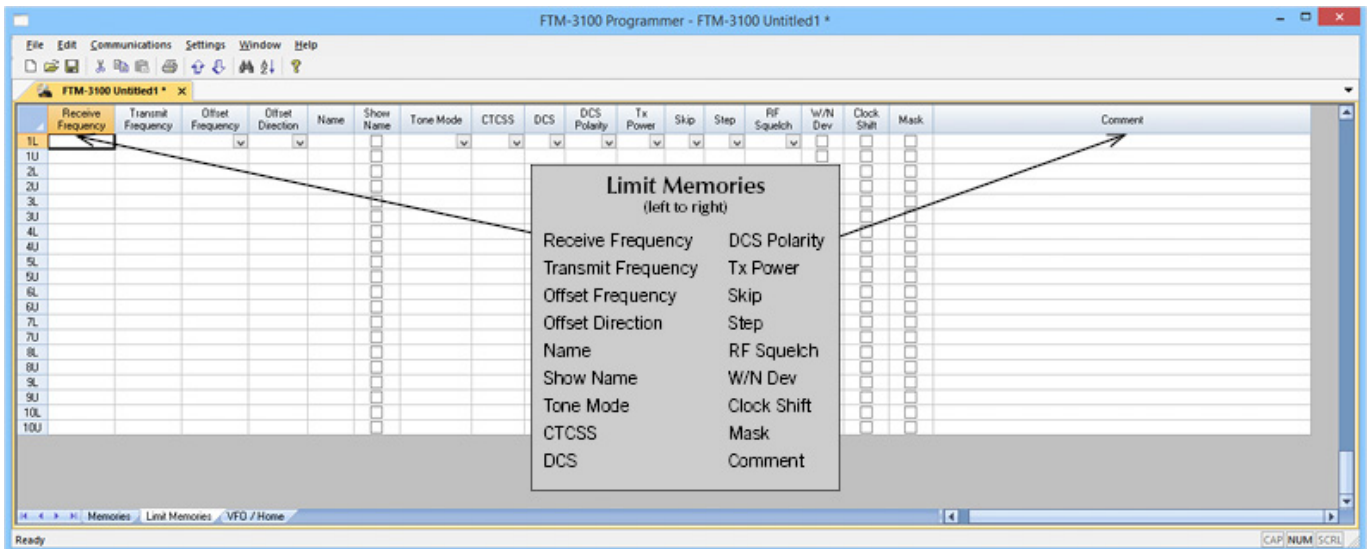 FTM-3100 Programmer - FTM-3100 Untitled1 *
File Edit Communications Settings Window Help
FTM-3100 Untitled1 *
Receive Frequency Transmit Frequency Offset Frequency Offset Direction Name Show Name Tone Mode CTCSS DCS DCS Polarity Tx Power Skip Step RF Squelch W/N Dev Clock Shift Mask Comment
1L
1U
2L
2U
3L
3U
4L
4U
5L
5U
6L
6U
7L
7U
8L
8U
9L
9U
10L
10U
Limit Memories
(left to right)
Receive Frequency DCS Polarity
Transmit Frequency Tx Power
Offset Frequency Skip
Offset Direction Step
Name RF Squelch
Show Name W/N Dev
Tone Mode Clock Shift
CTCSS Mask
DCS Comment
Memories Limit Memories VFO / Home
Ready CAP NUM SCRL